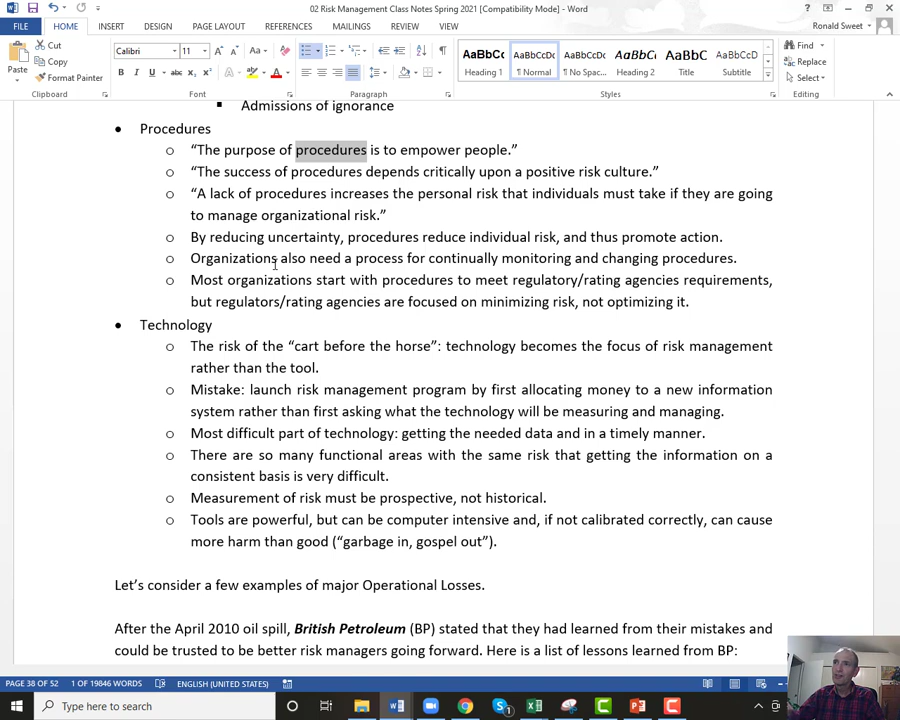 02 Risk Management Class Notes Spring 2021 [Compatibility Mode] - Word
FILE HOME INSERT DESIGN PAGE LAYOUT REFERENCES MAILINGS REVIEW VIEW Ronald Sweet
Paste
Cut
Copy
Format Painter
Clipboard
Calibri 11
Font
Paragraph
AaBbCc AaBbCcDc AaBbCcDc AaBbCc AaBbC AaBbCcD
Heading 1 ¶ Normal ¶ No Spac... Heading 2 Title Subtitle
Styles
Find
Replace
Select
Editing
▪ Admissions of ignorance
• Procedures
o “The purpose of procedures is to empower people.”
o “The success of procedures depends critically upon a positive risk culture.”
o “A lack of procedures increases the personal risk that individuals must take if they are going
to manage organizational risk.”
o By reducing uncertainty, procedures reduce individual risk, and thus promote action.
o Organizations also need a process for continually monitoring and changing procedures.
o Most organizations start with procedures to meet regulatory/rating agencies requirements,
but regulators/rating agencies are focused on minimizing risk, not optimizing it.
• Technology
o The risk of the “cart before the horse”: technology becomes the focus of risk management
rather than the tool.
o Mistake: launch risk management program by first allocating money to a new information
system rather than first asking what the technology will be measuring and managing.
o Most difficult part of technology: getting the needed data and in a timely manner.
o There are so many functional areas with the same risk that getting the information on a
consistent basis is very difficult.
o Measurement of risk must be prospective, not historical.
o Tools are powerful, but can be computer intensive and, if not calibrated correctly, can cause
more harm than good (“garbage in, gospel out”).
Let’s consider a few examples of major Operational Losses.
After the April 2010 oil spill, British Petroleum (BP) stated that they had learned from their mistakes and
could be trusted to be better risk managers going forward. Here is a list of lessons learned from BP:
PAGE 38 OF 52 1 OF 19846 WORDS ENGLISH (UNITED STATES)
Type here to search